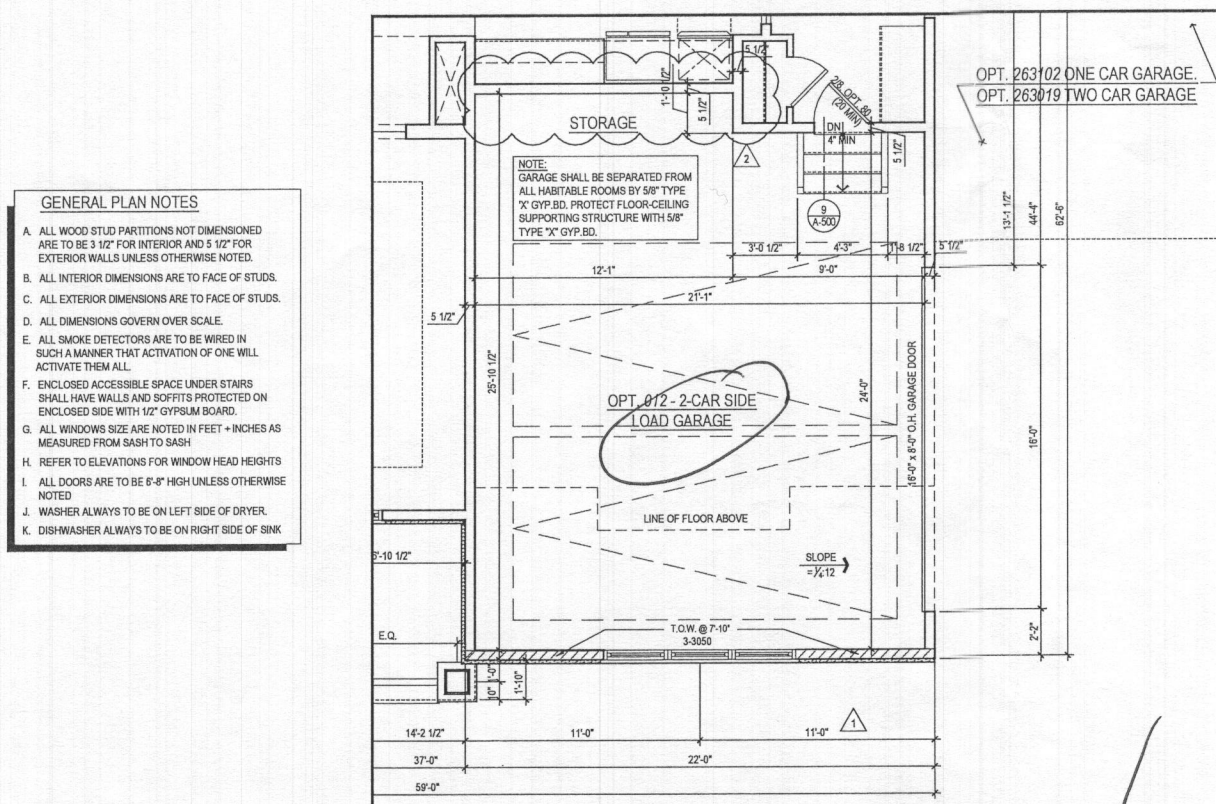 GENERAL PLAN NOTES
A. ALL WOOD STUD PARTITIONS NOT DIMENSIONED
ARE TO BE 3 1/2" FOR INTERIOR AND 5 1/2" FOR
EXTERIOR WALLS UNLESS OTHERWISE NOTED.
B. ALL INTERIOR DIMENSIONS ARE TO FACE OF STUDS.
C. ALL EXTERIOR DIMENSIONS ARE TO FACE OF STUDS.
D. ALL DIMENSIONS GOVERN OVER SCALE.
E. ALL SMOKE DETECTORS ARE TO BE WIRED IN
SUCH A MANNER THAT ACTIVATION OF ONE WILL
ACTIVATE THEM ALL.
F. ENCLOSED ACCESSIBLE SPACE UNDER STAIRS
SHALL HAVE WALLS AND SOFFITS PROTECTED ON
ENCLOSED SIDE WITH 1/2" GYPSUM BOARD.
G. ALL WINDOWS SIZE ARE NOTED IN FEET + INCHES AS
MEASURED FROM SASH TO SASH
H. REFER TO ELEVATIONS FOR WINDOW HEAD HEIGHTS
I. ALL DOORS ARE TO BE 6'-8" HIGH UNLESS OTHERWISE
NOTED
J. WASHER ALWAYS TO BE ON LEFT SIDE OF DRYER.
K. DISHWASHER ALWAYS TO BE ON RIGHT SIDE OF SINK
5 1/2"
OPT. 263102 ONE CAR GARAGE.
OPT. 263019 TWO CAR GARAGE
1'-10 1/2"
5 1/2"
28. OPT. 80
(20 MIN)
STORAGE
DN
4" MIN
5 1/2"
2
NOTE:
GARAGE SHALL BE SEPARATED FROM
ALL HABITABLE ROOMS BY 5/8" TYPE
'X' GYP.BD. PROTECT FLOOR-CEILING
SUPPORTING STRUCTURE WITH 5/8"
TYPE "X" GYP.BD.
9
A-500
13'-1 1/2"
44'-4"
62'-6"
3'-0 1/2"
4'-3"
1'-8 1/2"
5 1/2"
12'-1"
9'-0"
21'-1"
5 1/2"
25'-10 1/2"
24'-0"
16'-0" x 8'-0" O.H. GARAGE DOOR
16'-0"
OPT. 012 - 2-CAR SIDE
LOAD GARAGE
LINE OF FLOOR ABOVE
6'-10 1/2"
SLOPE
= 1/4:12
E.Q.
T.O.W. @ 7'-10"
3-3050
2'-2"
10"
1'-0"
1'-10"
1
14'-2 1/2"
11'-0"
11'-0"
37'-0"
22'-0"
59'-0"